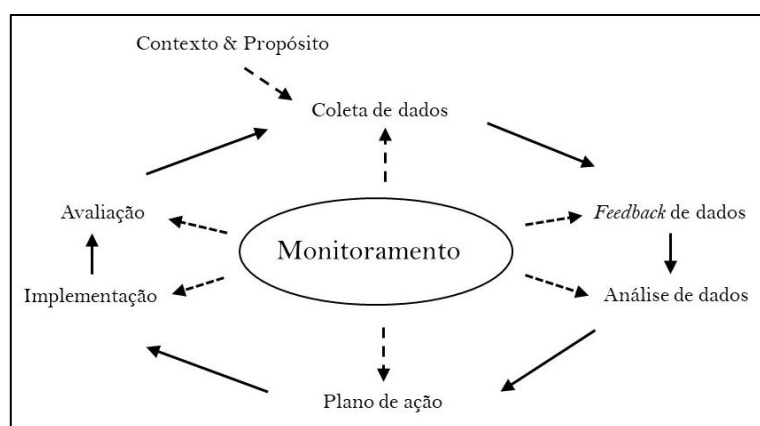 Contexto & Propósito
Coleta de dados
Avaliação
Feedback de dados
Monitoramento
Implementação
Análise de dados
Plano de ação